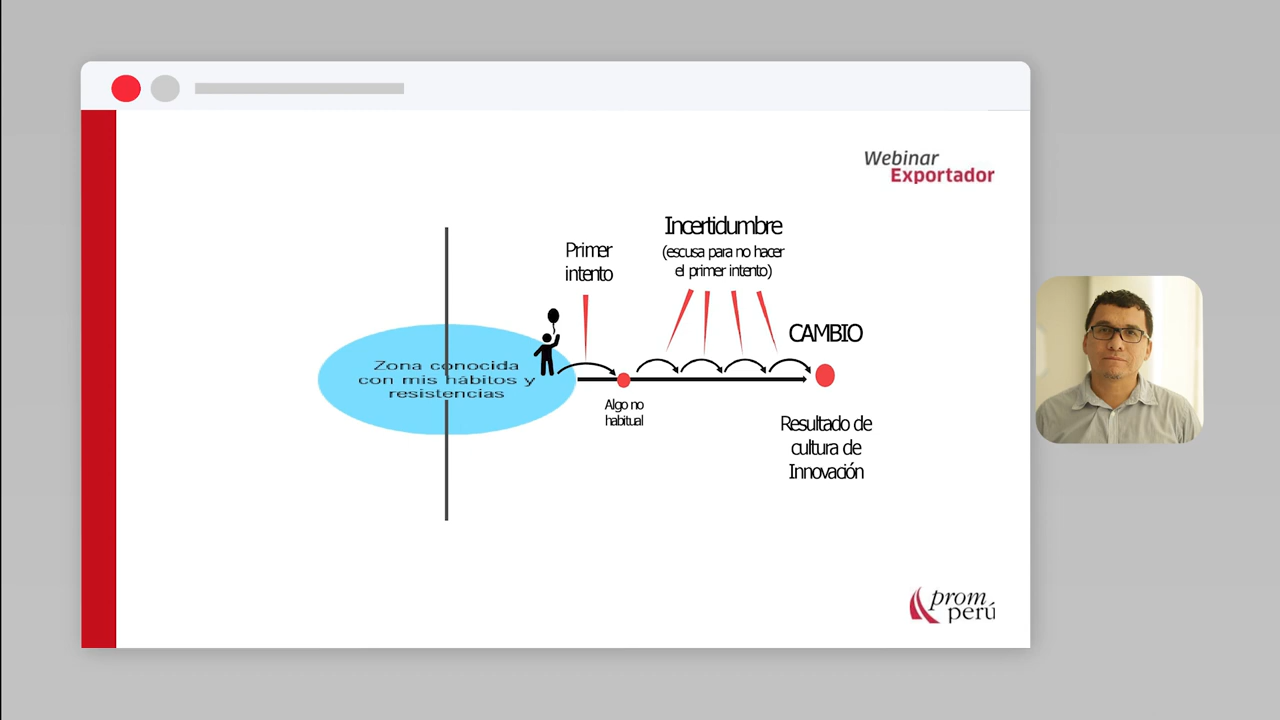 Webinar
Exportador
Incertidumbre
(escusa para no hacer
el primer intento)
Primer
intento
CAMBIO
Zona conocida
con mis hábitos y
resistencias
Algo no
habitual
Resultado de
cultura de
Innovación
prom
perú